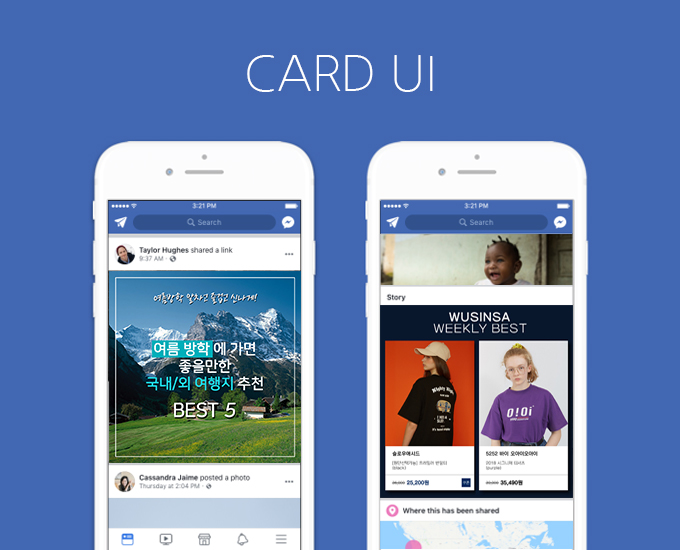 CARD UI
3:21 PM
Search
Taylor Hughes shared a link
9:37 AM ·
여름방학 알차고 즐겁고 신나게!
여름 방학 에 가면
좋을만한
국내/외 여행지 추천
BEST 5
Cassandra Jaime posted a photo
Thursday at 2:04 PM ·
3:21 PM
Search
Story
WUSINSA
WEEKLY BEST
O!Oi
슬로우애시드
25,200원
5252 바이 오아이오아이
35,490원
Where this has been shared